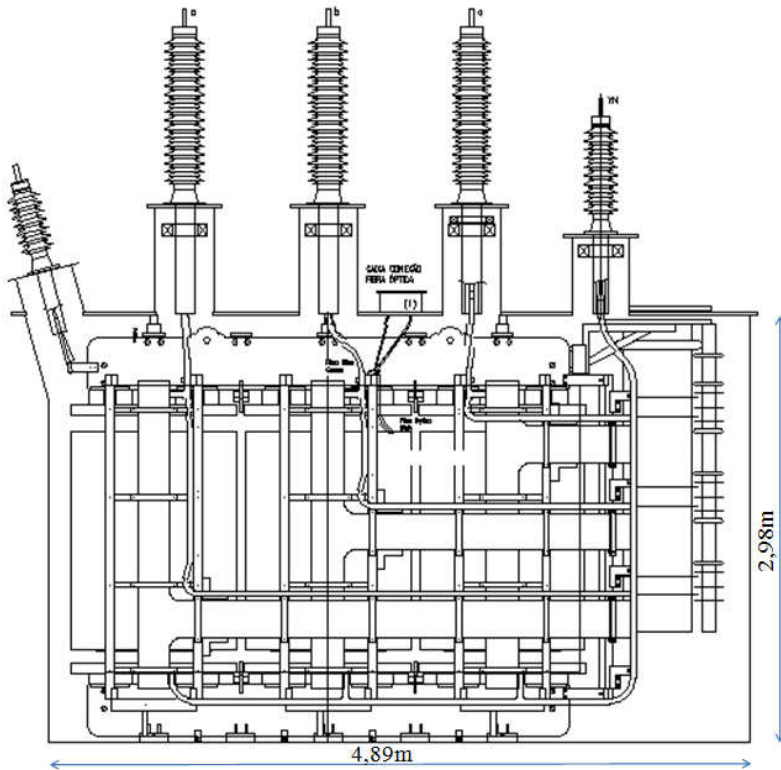 a
b
c
YN
CAIXA CONEXÃO
FIBRA ÓPTICA
(1)
2,98m
4,89m